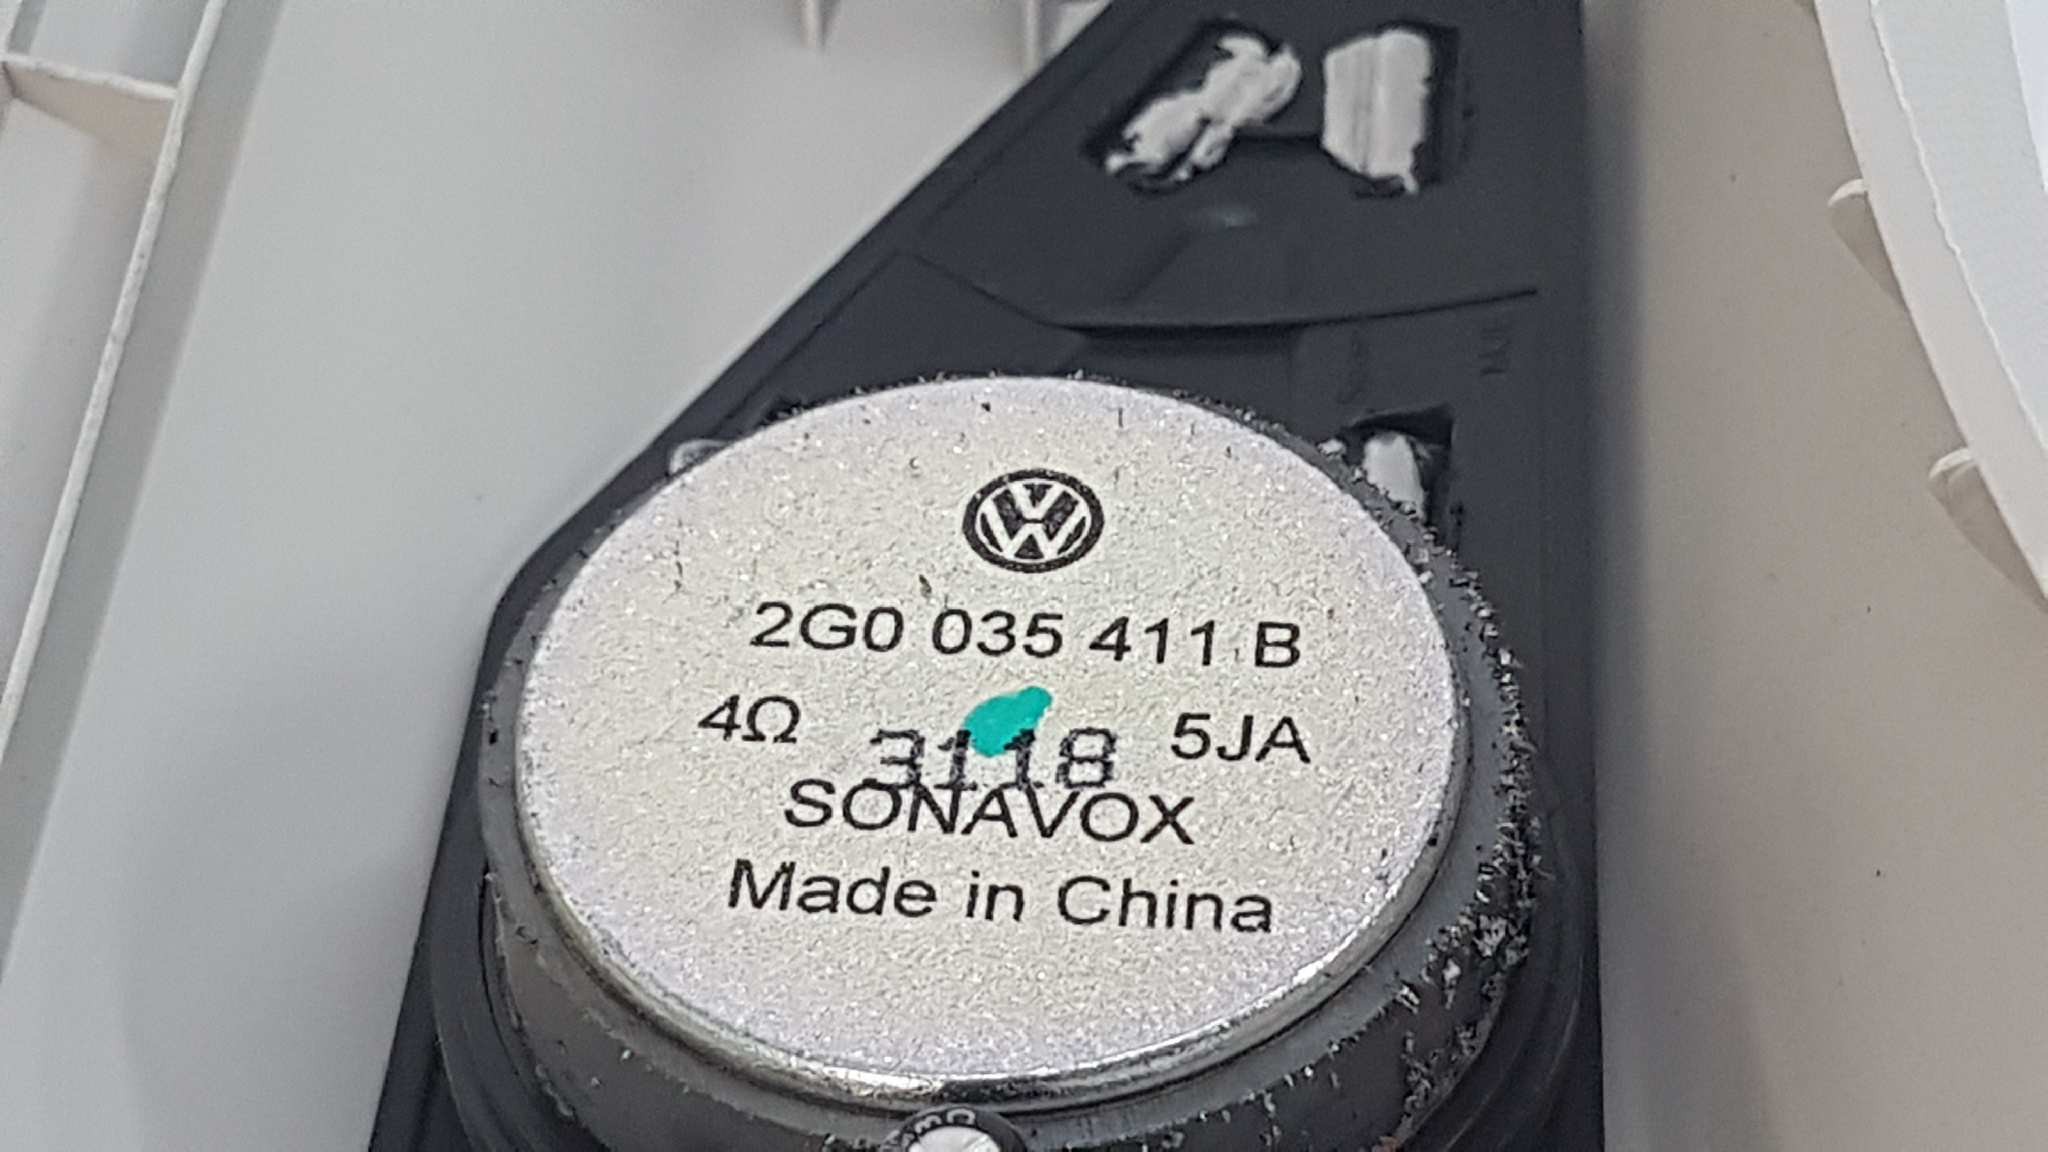 2G0 035 411 B
4Ω 3118 5JA
SONAVOX
Made in China